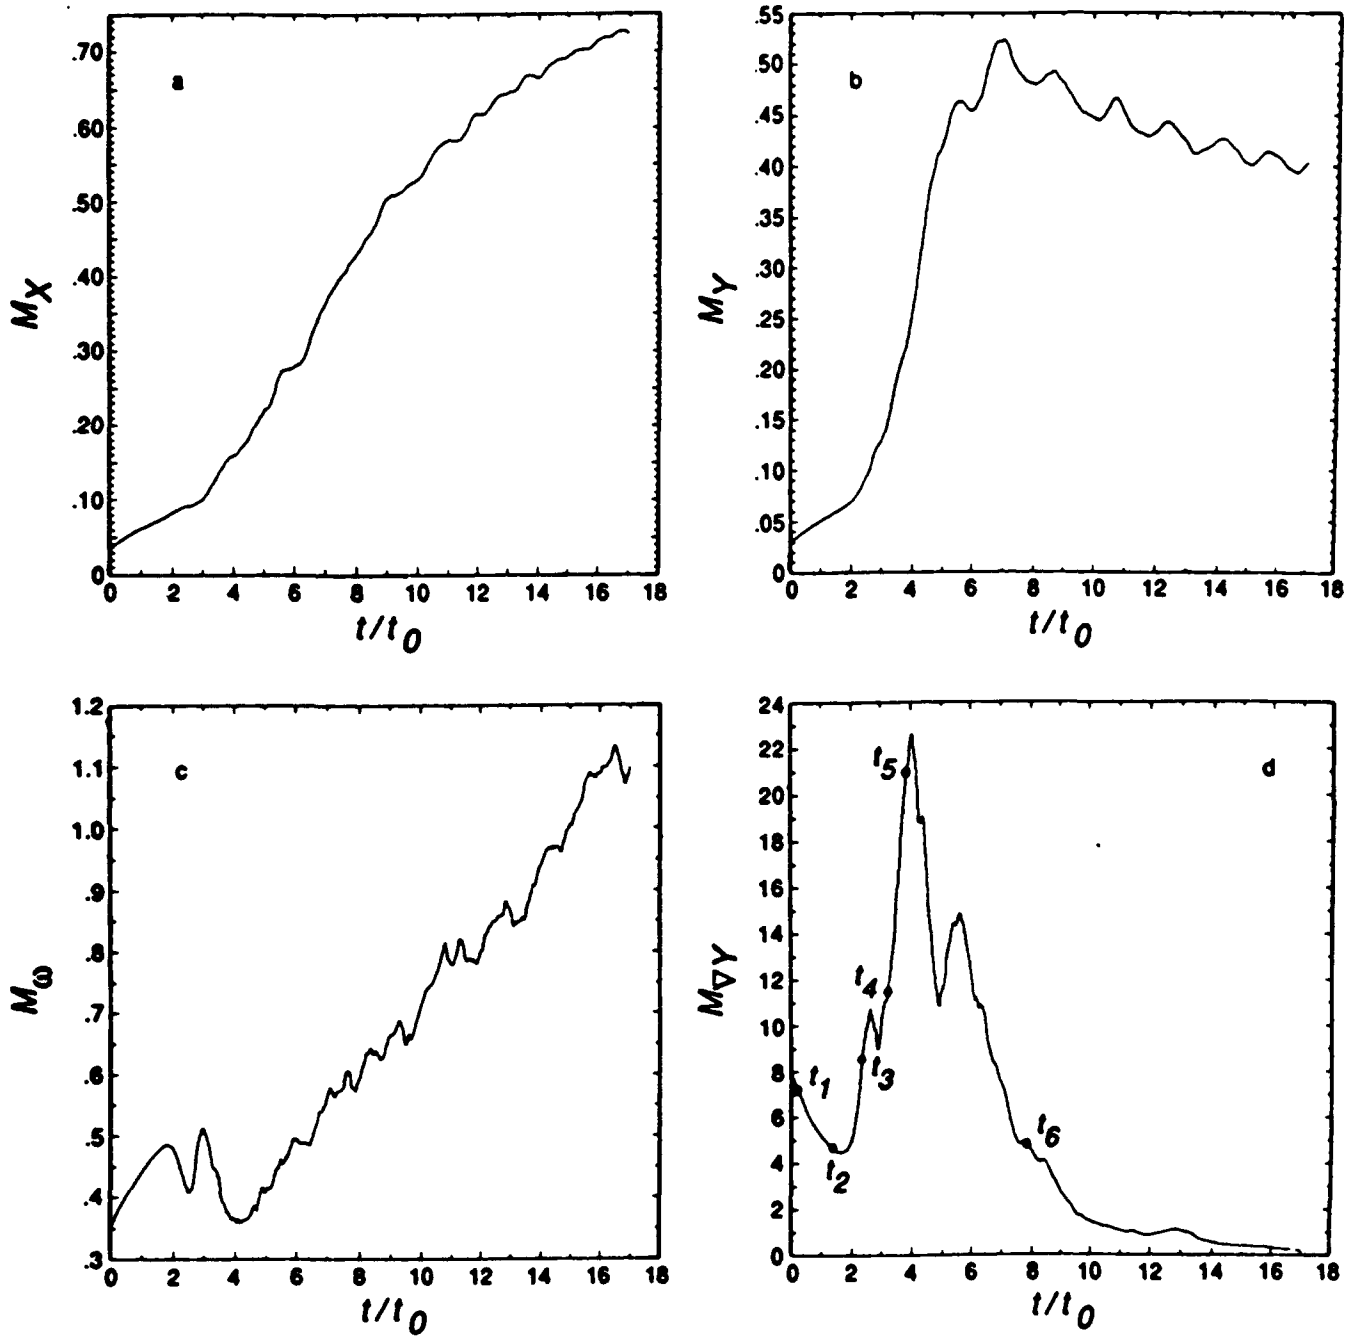 .70
.60
.50
.40
.30
.20
.10
0
a
M_X
0 2 4 6 8 10 12 14 16 18
t/t_0
.55
.50
.45
.40
.35
.30
.25
.20
.15
.10
.05
0
b
M_Y
0 2 4 6 8 10 12 14 16 18
t/t_0
1.2
1.1
1.0
.9
.8
.7
.6
.5
.4
.3
c
M_ω
0 2 4 6 8 10 12 14 16 18
t/t_0
24
22
20
18
16
14
12
10
8
6
4
2
0
d
t_5
t_4
t_3
t_1
t_2
t_6
M_∇Y
0 2 4 6 8 10 12 14 16 18
t/t_0